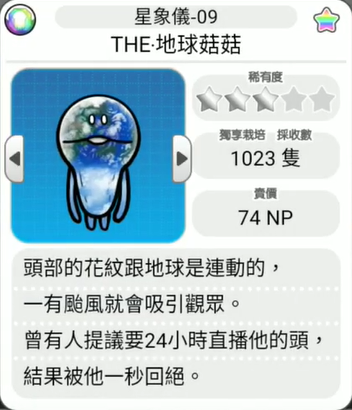 星象儀-09
THE·地球菇菇
稀有度
獨享栽培 採收數
1023 隻
賣價
74 NP
頭部的花紋跟地球是連動的，
一有颱風就會吸引觀眾。
曾有人提議要24小時直播他的頭，
結果被他一秒回絕。